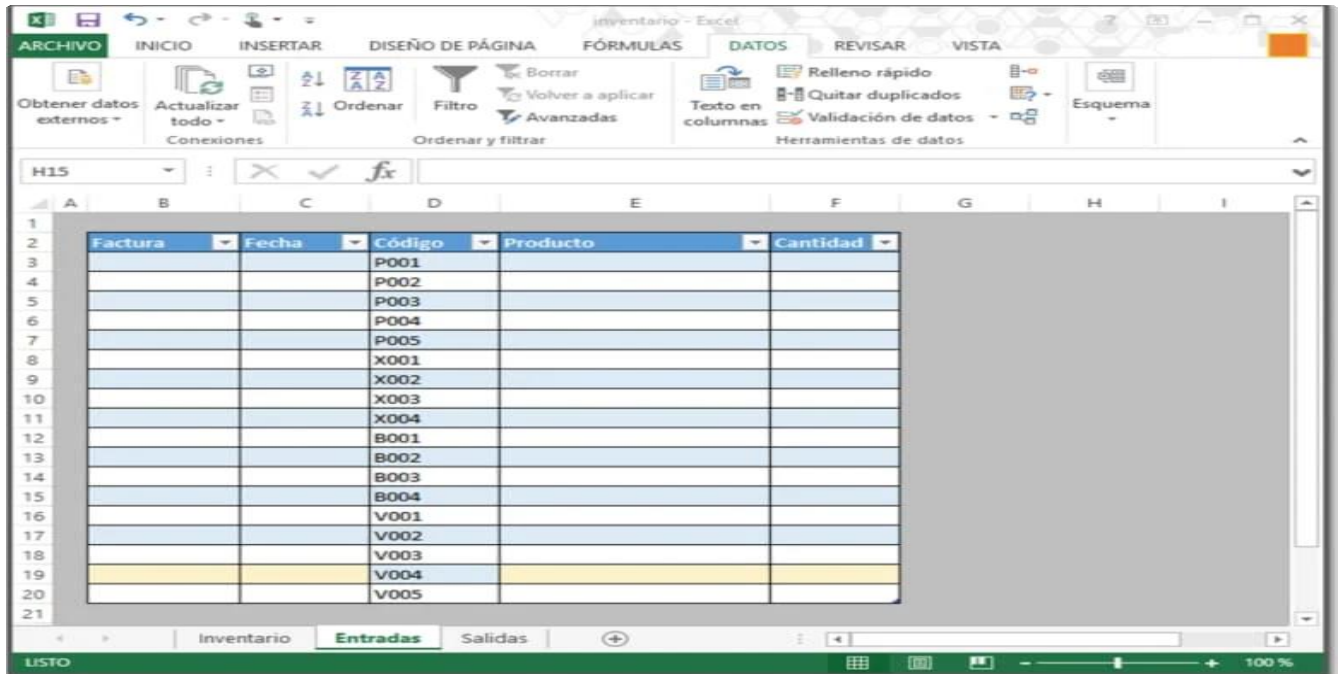 inventario - Excel
ARCHIVO INICIO INSERTAR DISEÑO DE PÁGINA FÓRMULAS DATOS REVISAR VISTA
Obtener datos externos
Actualizar todo
Conexiones
Ordenar
Filtro
Borrar
Volver a aplicar
Avanzadas
Ordenar y filtrar
Texto en columnas
Relleno rápido
Quitar duplicados
Validación de datos
Herramientas de datos
Esquema
H15 fx
A B C D E F G H I
1
2 Factura Fecha Código Producto Cantidad
3 P001
4 P002
5 P003
6 P004
7 P005
8 X001
9 X002
10 X003
11 X004
12 B001
13 B002
14 B003
15 B004
16 V001
17 V002
18 V003
19 V004
20 V005
21
Inventario Entradas Salidas
LISTO 100 %